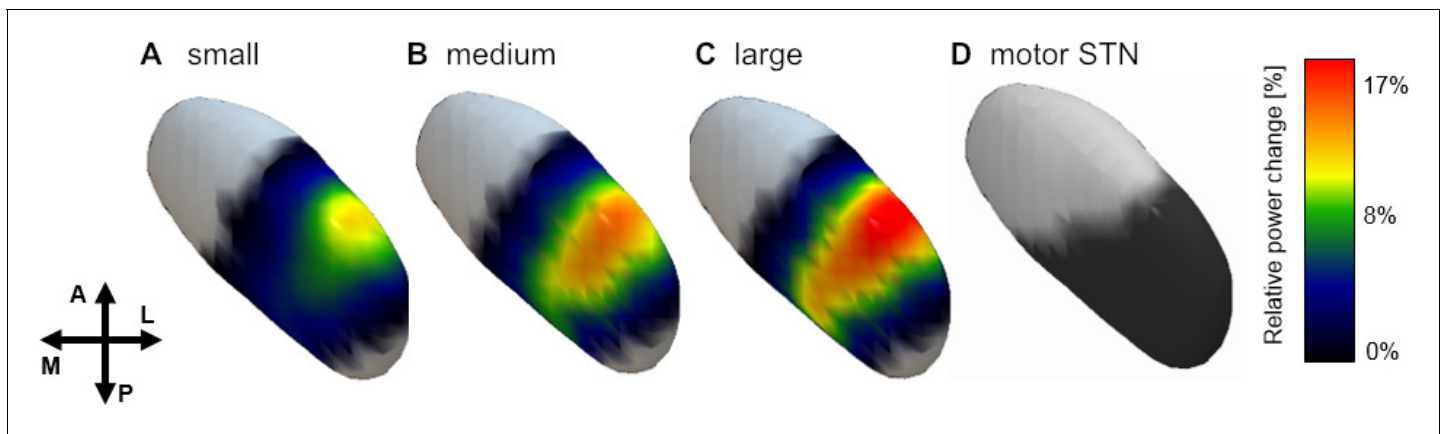 A small
B medium
C large
D motor STN
Relative power change [%]
17%
8%
0%
A
L
M
P